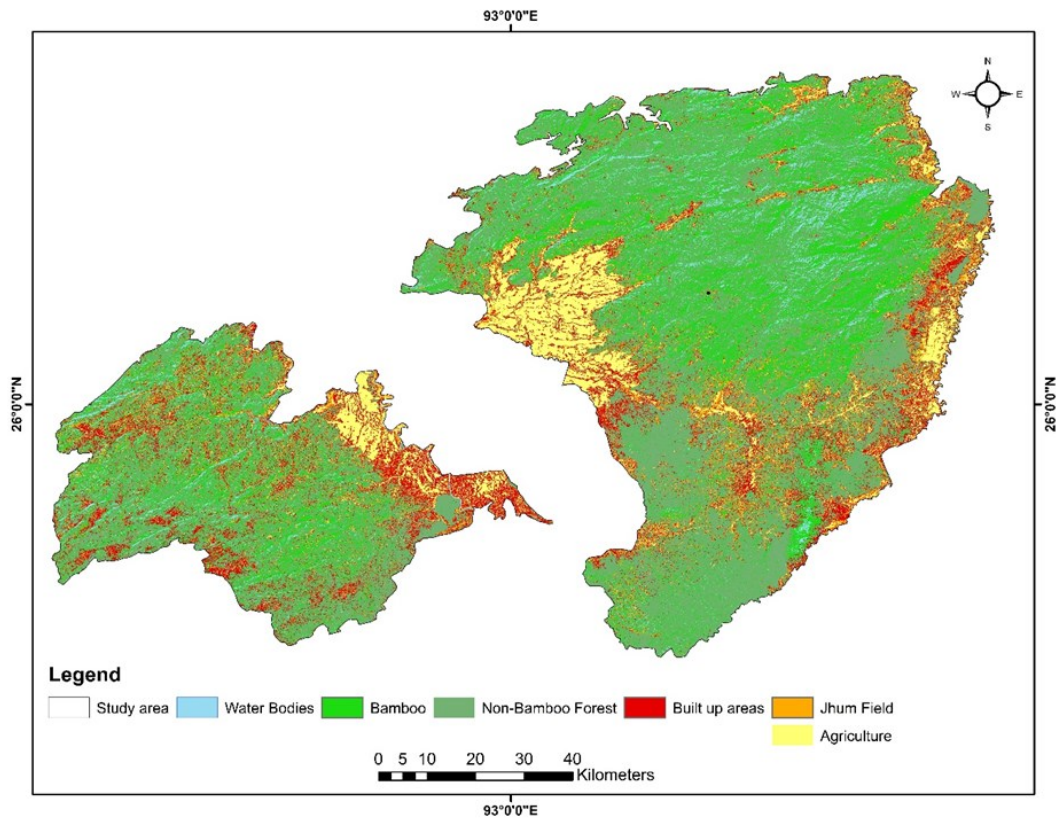 93°0'0"E
N
W E
S
26°0'0"N
26°0'0"N
Legend
Study area Water Bodies Bamboo Non-Bamboo Forest Built up areas Jhum Field
Agriculture
0 5 10 20 30 40
Kilometers
93°0'0"E